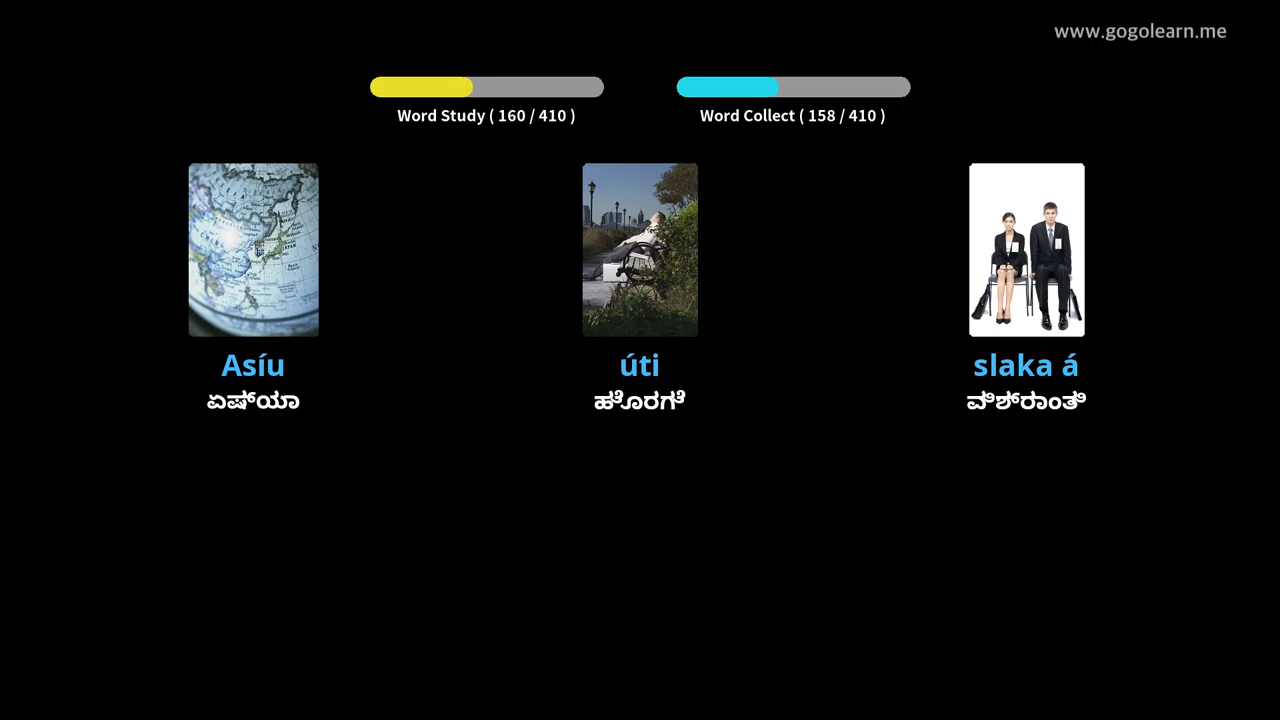 www.gogolearn.me
Word Study ( 160 / 410 )
Word Collect ( 158 / 410 )
Asíu
ಏಷ್ಯಾ
úti
ಹೊರಗೆ
slaka á
ವಿಶ್ರಾಂತಿ